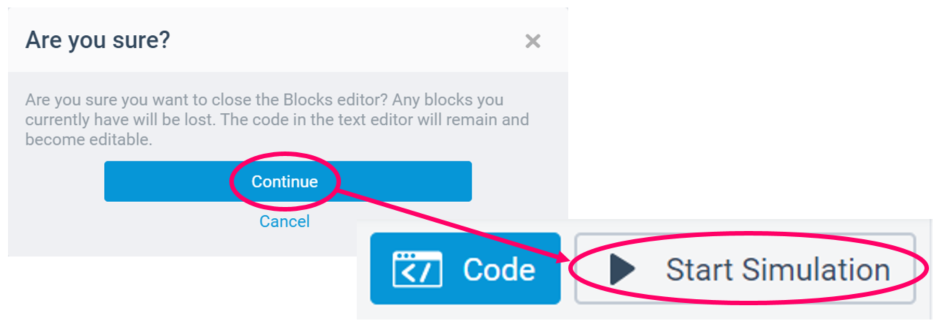 Are you sure?
Are you sure you want to close the Blocks editor? Any blocks you
currently have will be lost. The code in the text editor will remain and
become editable.
Continue
Cancel
Code
Start Simulation